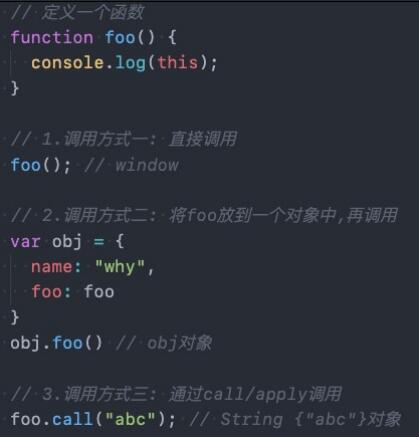 // 定义一个函数
function foo() {
  console.log(this);
}
// 1.调用方式一: 直接调用
foo(); // window
// 2.调用方式二: 将foo放到一个对象中,再调用
var obj = {
  name: "why",
  foo: foo
}
obj.foo() // obj对象
// 3.调用方式三: 通过call/apply调用
foo.call("abc"); // String {"abc"}对象